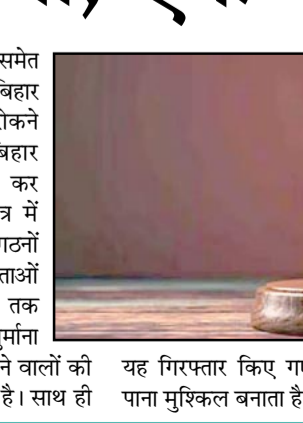 समेत
बिहार
रोकने
बिहार
कर
त्र में
गठनों
ताओं
तक
ुर्माना
ने वालों की
है। साथ ही
यह गिरफ्तार किए
पाना मुश्किल बनाता है